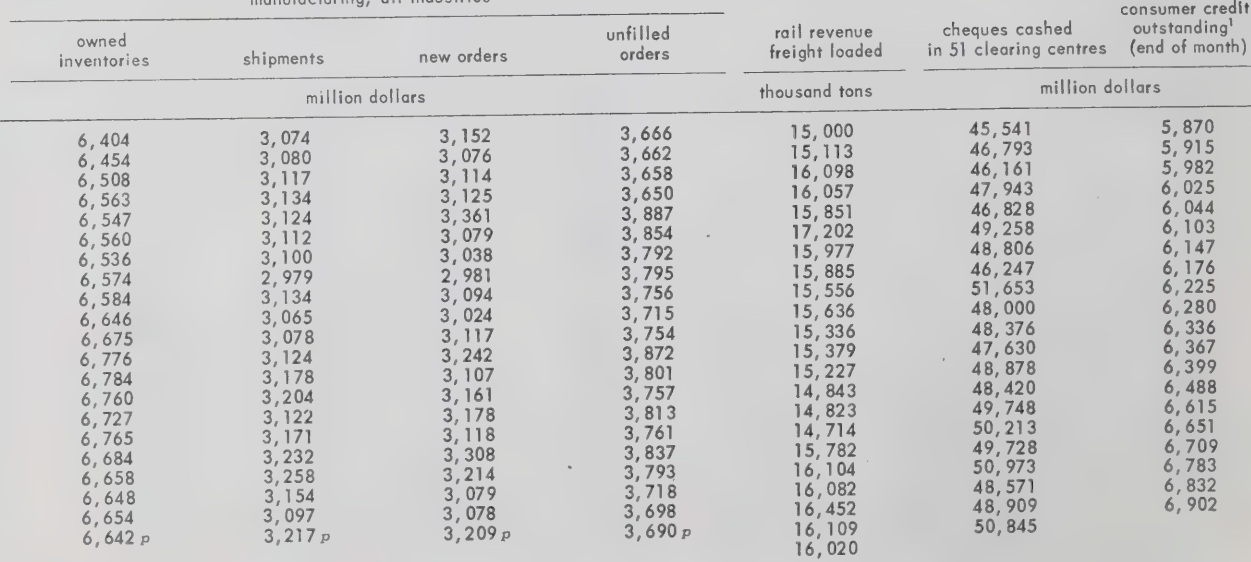 manufacturing, all industries
consumer credit
owned unfilled rail revenue cheques cashed outstanding¹
inventories shipments new orders orders freight loaded in 51 clearing centres (end of month)
million dollars thousand tons million dollars
6,404 3,074 3,152 3,666 15,000 45,541 5,870
6,454 3,080 3,076 3,662 15,113 46,793 5,915
6,508 3,117 3,114 3,658 16,098 46,161 5,982
6,563 3,134 3,125 3,650 16,057 47,943 6,025
6,547 3,124 3,361 3,887 15,851 46,828 6,044
6,560 3,112 3,079 3,854 17,202 49,258 6,103
6,536 3,100 3,038 3,792 15,977 48,806 6,147
6,574 2,979 2,981 3,795 15,885 46,247 6,176
6,584 3,134 3,094 3,756 15,556 51,653 6,225
6,646 3,065 3,024 3,715 15,636 48,000 6,280
6,675 3,078 3,117 3,754 15,336 48,376 6,336
6,776 3,124 3,242 3,872 15,379 47,630 6,367
6,784 3,178 3,107 3,801 15,227 48,878 6,399
6,760 3,204 3,161 3,757 14,843 48,420 6,488
6,727 3,122 3,178 3,813 14,823 49,748 6,615
6,765 3,171 3,118 3,761 14,714 50,213 6,651
6,684 3,232 3,308 3,837 15,782 49,728 6,709
6,658 3,258 3,214 3,793 16,104 50,973 6,783
6,648 3,154 3,079 3,718 16,082 48,571 6,832
6,654 3,097 3,078 3,698 16,452 48,909 6,902
6,642 p 3,217 p 3,209 p 3,690 p 16,109 50,845
16,020